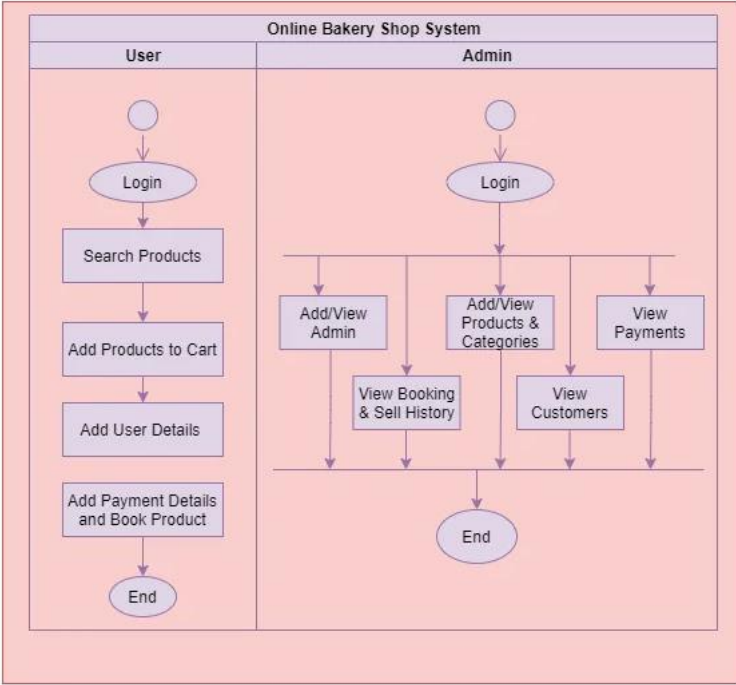 Online Bakery Shop System
User
Admin
Login
Search Products
Add Products to Cart
Add User Details
Add Payment Details
and Book Product
End
Login
Add/View
Admin
View Booking
& Sell History
Add/View
Products &
Categories
View
Customers
View
Payments
End